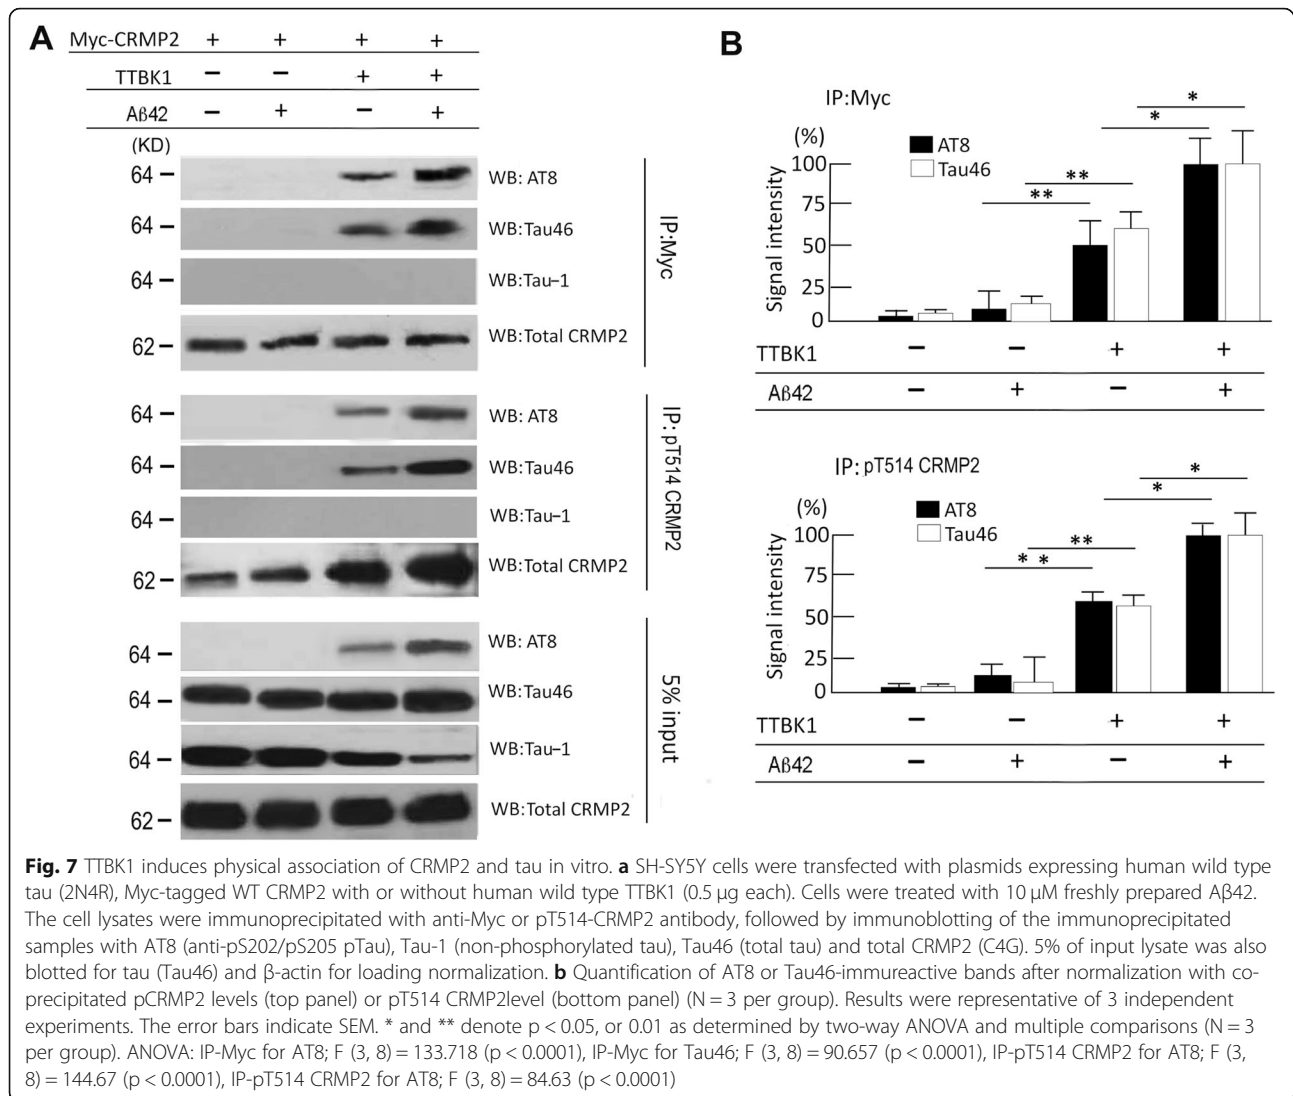 A
Myc-CRMP2 + + + +
TTBK1 − − + +
Aβ42 − + − +
(KD)
64 WB: AT8
64 WB:Tau46
64 WB:Tau-1
62 WB:Total CRMP2
IP:Myc
64 WB: AT8
64 WB:Tau46
64 WB:Tau-1
62 WB:Total CRMP2
IP: pT514 CRMP2
64 WB: AT8
64 WB:Tau46
64 WB:Tau-1
62 WB:Total CRMP2
5% input
B
IP:Myc
(%)
AT8
Tau46
Signal intensity
100
75
50
25
0
** ** * *
TTBK1 − − + +
Aβ42 − + − +
IP: pT514 CRMP2
(%)
AT8
Tau46
Signal intensity
100
75
50
25
0
* * ** * *
TTBK1 − − + +
Aβ42 − + − +
Fig. 7 TTBK1 induces physical association of CRMP2 and tau in vitro. a SH-SY5Y cells were transfected with plasmids expressing human wild type
tau (2N4R), Myc-tagged WT CRMP2 with or without human wild type TTBK1 (0.5 μg each). Cells were treated with 10 μM freshly prepared Aβ42.
The cell lysates were immunoprecipitated with anti-Myc or pT514-CRMP2 antibody, followed by immunoblotting of the immunoprecipitated
samples with AT8 (anti-pS202/pS205 pTau), Tau-1 (non-phosphorylated tau), Tau46 (total tau) and total CRMP2 (C4G). 5% of input lysate was also
blotted for tau (Tau46) and β-actin for loading normalization. b Quantification of AT8 or Tau46-immureactive bands after normalization with co-
precipitated pCRMP2 levels (top panel) or pT514 CRMP2level (bottom panel) (N = 3 per group). Results were representative of 3 independent
experiments. The error bars indicate SEM. * and ** denote p < 0.05, or 0.01 as determined by two-way ANOVA and multiple comparisons (N = 3
per group). ANOVA: IP-Myc for AT8; F (3, 8) = 133.718 (p < 0.0001), IP-Myc for Tau46; F (3, 8) = 90.657 (p < 0.0001), IP-pT514 CRMP2 for AT8; F (3,
8) = 144.67 (p < 0.0001), IP-pT514 CRMP2 for AT8; F (3, 8) = 84.63 (p < 0.0001)